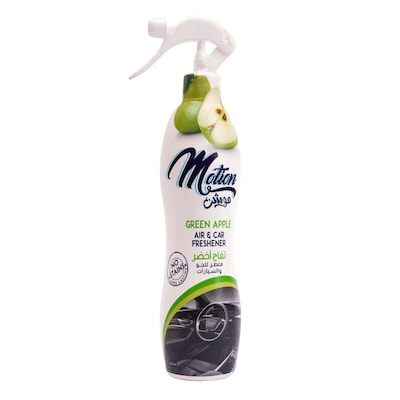 Motion
موشن
GREEN APPLE
AIR & CAR
FRESHENER
تفاح أخضر
معطر للجو
والسيارات
NO
STAINS